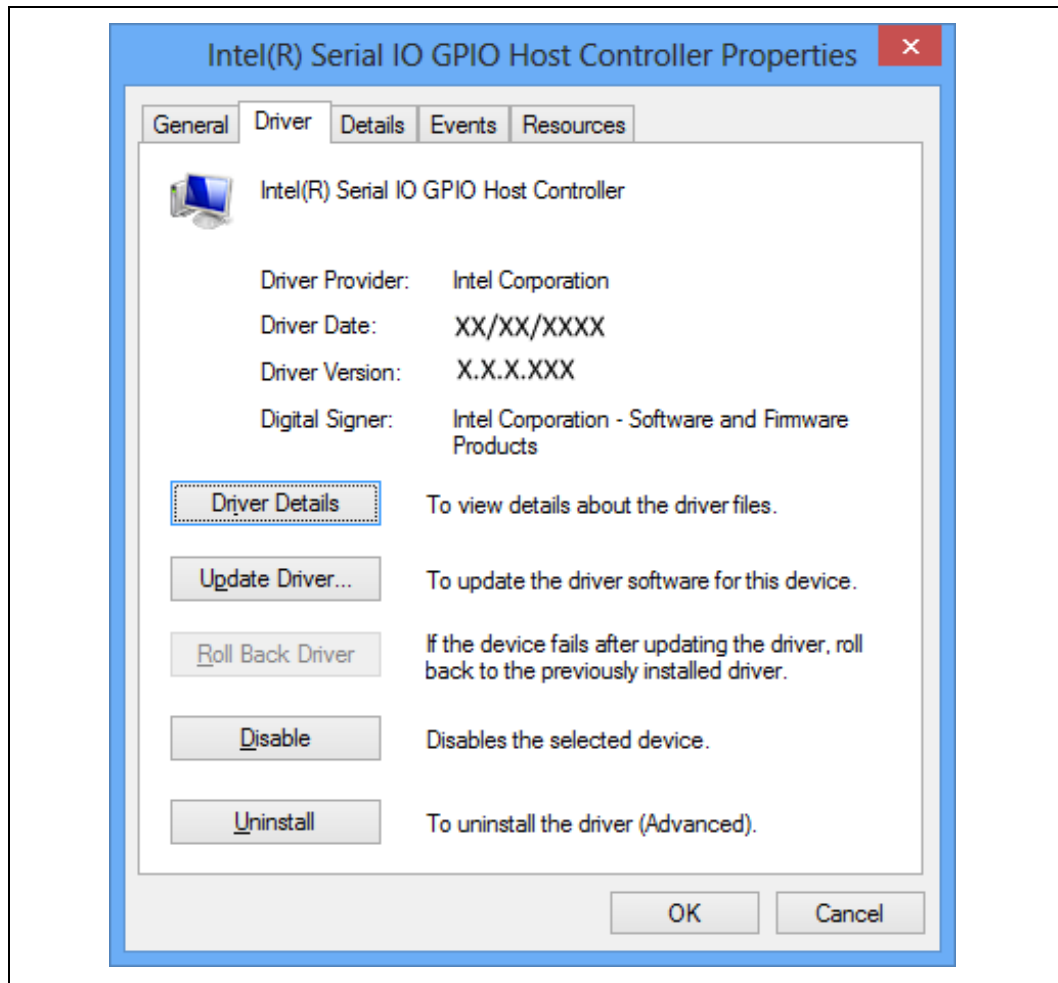 Intel(R) Serial IO GPIO Host Controller Properties
General Driver Details Events Resources
Intel(R) Serial IO GPIO Host Controller
Driver Provider: Intel Corporation
Driver Date: XX/XX/XXXX
Driver Version: X.X.X.XXX
Digital Signer: Intel Corporation - Software and Firmware
Products
Driver Details To view details about the driver files.
Update Driver... To update the driver software for this device.
Roll Back Driver If the device fails after updating the driver, roll
back to the previously installed driver.
Disable Disables the selected device.
Uninstall To uninstall the driver (Advanced).
OK Cancel